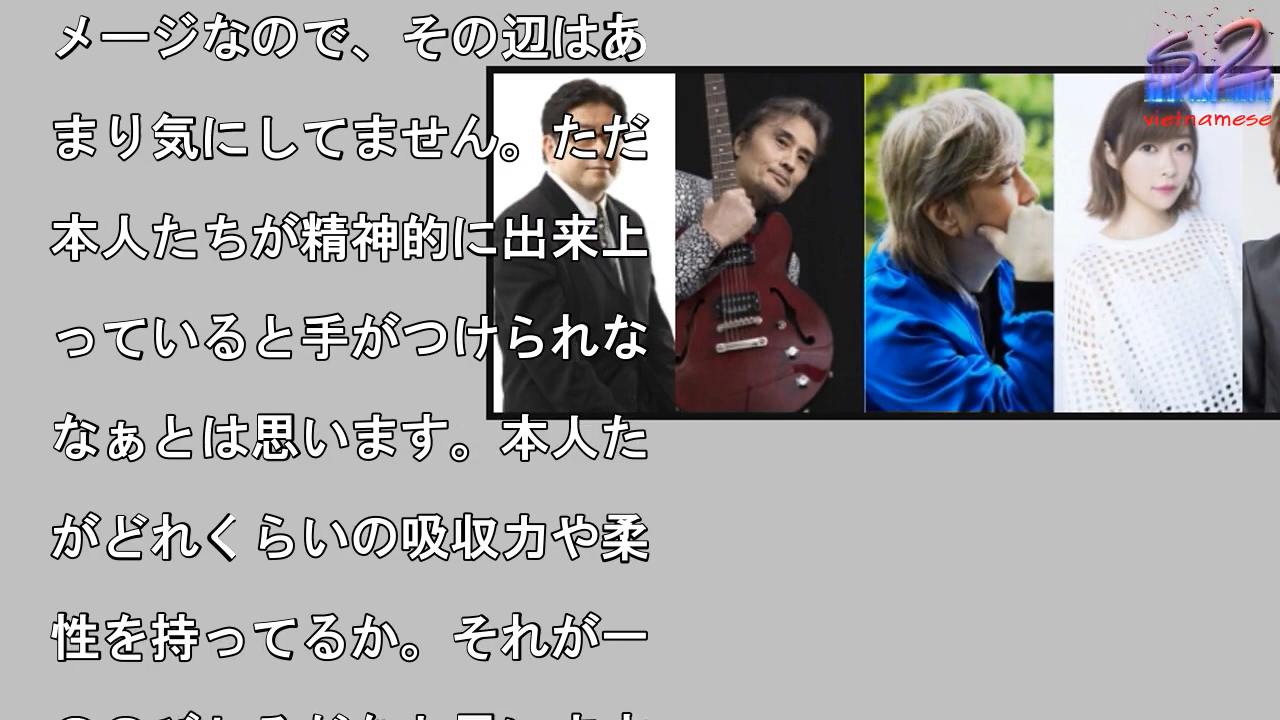 メージなので、その辺はあ
まり気にしてません。ただ
本人たちが精神的に出来上
っていると手がつけられな
なぁとは思います。本人た
がどれくらいの吸収力や柔
性を持ってるか。それが一
S2
vietnamese